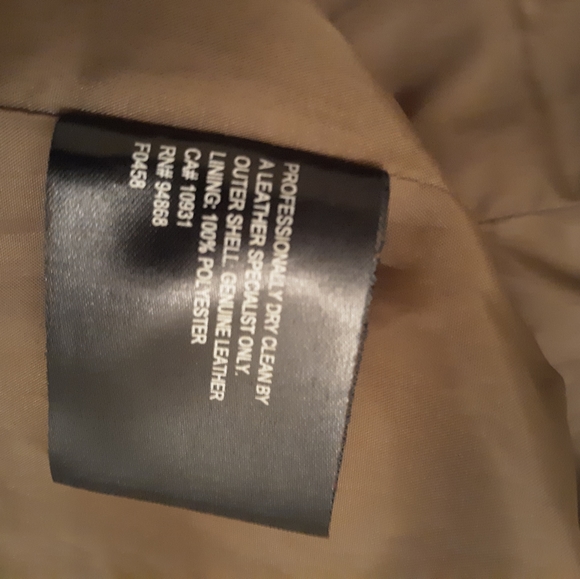 PROFESSIONALLY DRY CLEAN BY
A LEATHER SPECIALIST ONLY.
OUTER SHELL: GENUINE LEATHER
LINING: 100% POLYESTER
CA# 10931
RN# 94868
F0458